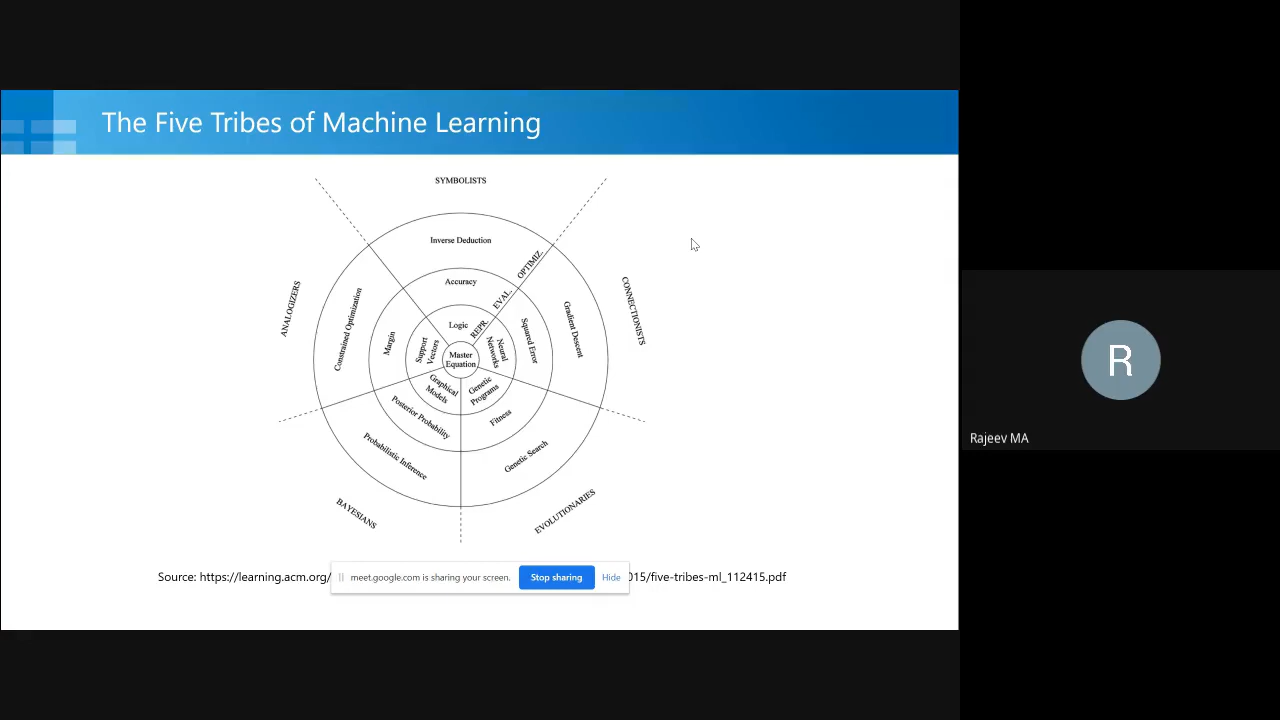 The Five Tribes of Machine Learning
SYMBOLISTS
Inverse Deduction
OPTIMIZ.
Accuracy
EVAL.
Logic
REPR.
ANALOGIZERS
Constrained Optimization
Margin
Support
Vectors
Master
Equation
Neural
Networks
Squared Error
Gradient Descent
CONNECTIONISTS
Graphical
Models
Genetic
Programs
Posterior Probability
Fitness
Probabilistic Inference
Genetic Search
BAYESIANS
EVOLUTIONARIES
Source: https://learning.acm.org/
015/five-tribes-ml_112415.pdf
meet.google.com is sharing your screen.
Stop sharing
Hide
R
Rajeev MA